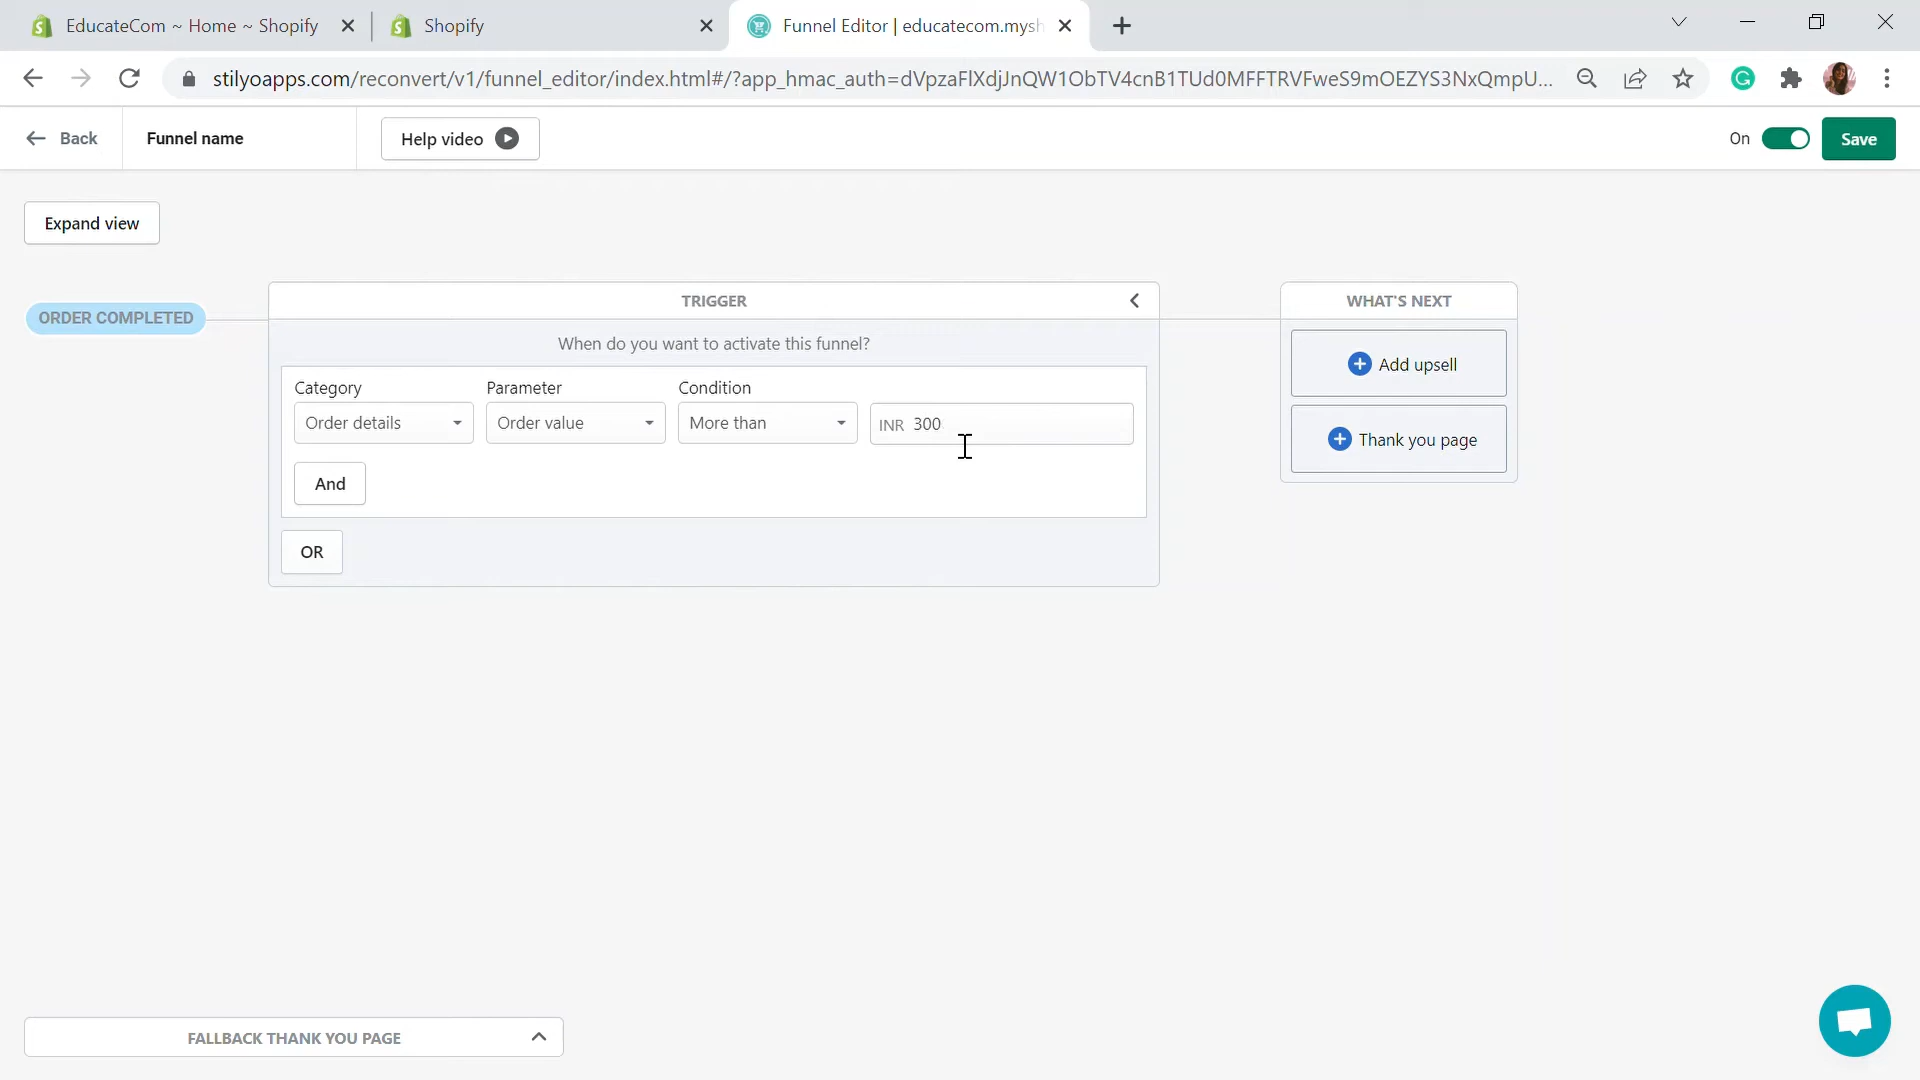 EducateCom ~ Home ~ Shopify
Shopify
Funnel Editor | educatecom.mysh
stilyoapps.com/reconvert/v1/funnel_editor/index.html#/?app_hmac_auth=dVpzaFlXdjJnQW1ObTV4cnB1TUd0MFFTRVFweS9mOEZYS3NxQmpU...
Back
Funnel name
Help video
On
Save
Expand view
ORDER COMPLETED
TRIGGER
When do you want to activate this funnel?
Category
Parameter
Condition
Order details
Order value
More than
INR 300
And
OR
WHAT'S NEXT
Add upsell
Thank you page
FALLBACK THANK YOU PAGE